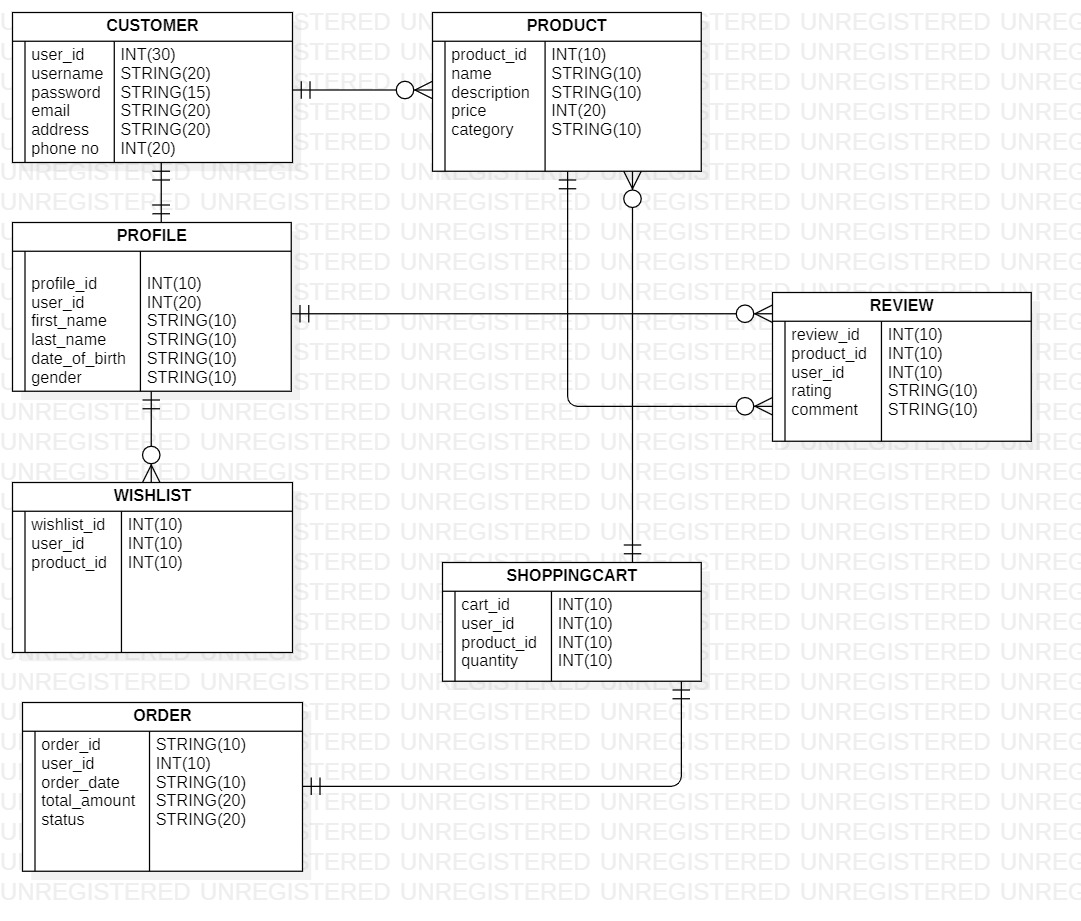 CUSTOMER
user_id INT(30)
username STRING(20)
password STRING(15)
email STRING(20)
address STRING(20)
phone no INT(20)
PRODUCT
product_id INT(10)
name STRING(10)
description STRING(10)
price INT(20)
category STRING(10)
PROFILE
profile_id INT(10)
user_id INT(20)
first_name STRING(10)
last_name STRING(10)
date_of_birth STRING(10)
gender STRING(10)
REVIEW
review_id INT(10)
product_id INT(10)
user_id INT(10)
rating STRING(10)
comment STRING(10)
WISHLIST
wishlist_id INT(10)
user_id INT(10)
product_id INT(10)
SHOPPINGCART
cart_id INT(10)
user_id INT(10)
product_id INT(10)
quantity INT(10)
ORDER
order_id STRING(10)
user_id INT(10)
order_date STRING(10)
total_amount STRING(20)
status STRING(20)
UNREGISTERED